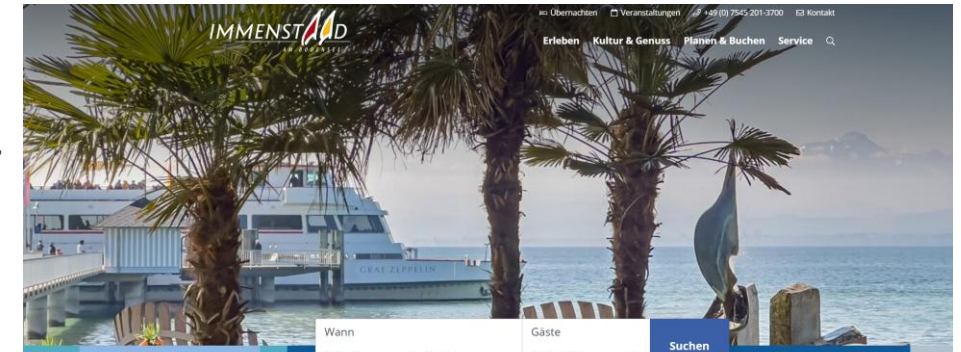 Übernachten Veranstaltungen +49 (0) 7545 201-3700 Kontakt
IMMENSTAAD
AM BODENSEE
Erleben Kultur & Genuss Planen & Buchen Service
GRAF ZEPPELIN
Wann
Gäste
Suchen